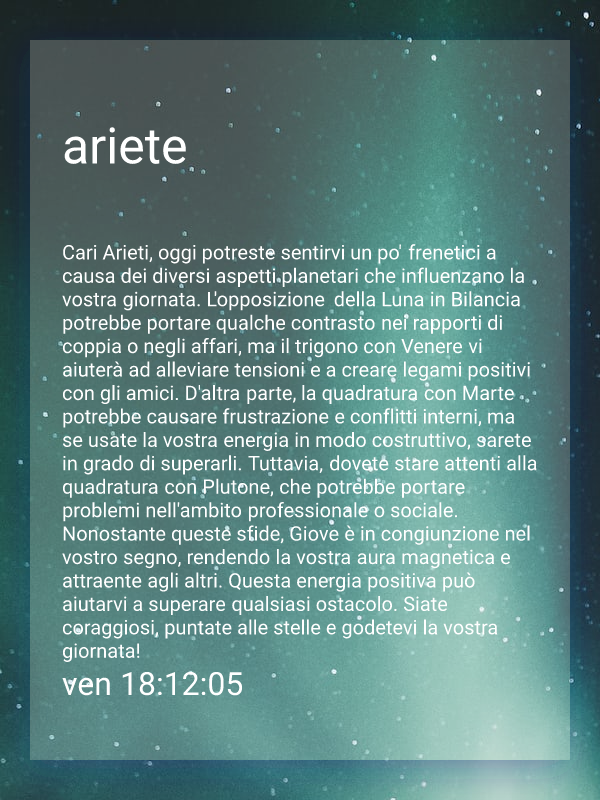 ariete
Cari Arieti, oggi potreste sentirvi un po' frenetici a
causa dei diversi aspetti planetari che influenzano la
vostra giornata. L'opposizione  della Luna in Bilancia
potrebbe portare qualche contrasto nei rapporti di
coppia o negli affari, ma il trigono con Venere vi
aiuterà ad alleviare tensioni e a creare legami positivi
con gli amici. D'altra parte, la quadratura con Marte
potrebbe causare frustrazione e conflitti interni, ma
se usate la vostra energia in modo costruttivo, sarete
in grado di superarli. Tuttavia, dovete stare attenti alla
quadratura con Plutone, che potrebbe portare
problemi nell'ambito professionale o sociale.
Nonostante queste sfide, Giove è in congiunzione nel
vostro segno, rendendo la vostra aura magnetica e
attraente agli altri. Questa energia positiva può
aiutarvi a superare qualsiasi ostacolo. Siate
coraggiosi, puntate alle stelle e godetevi la vostra
giornata!
ven 18:12:05